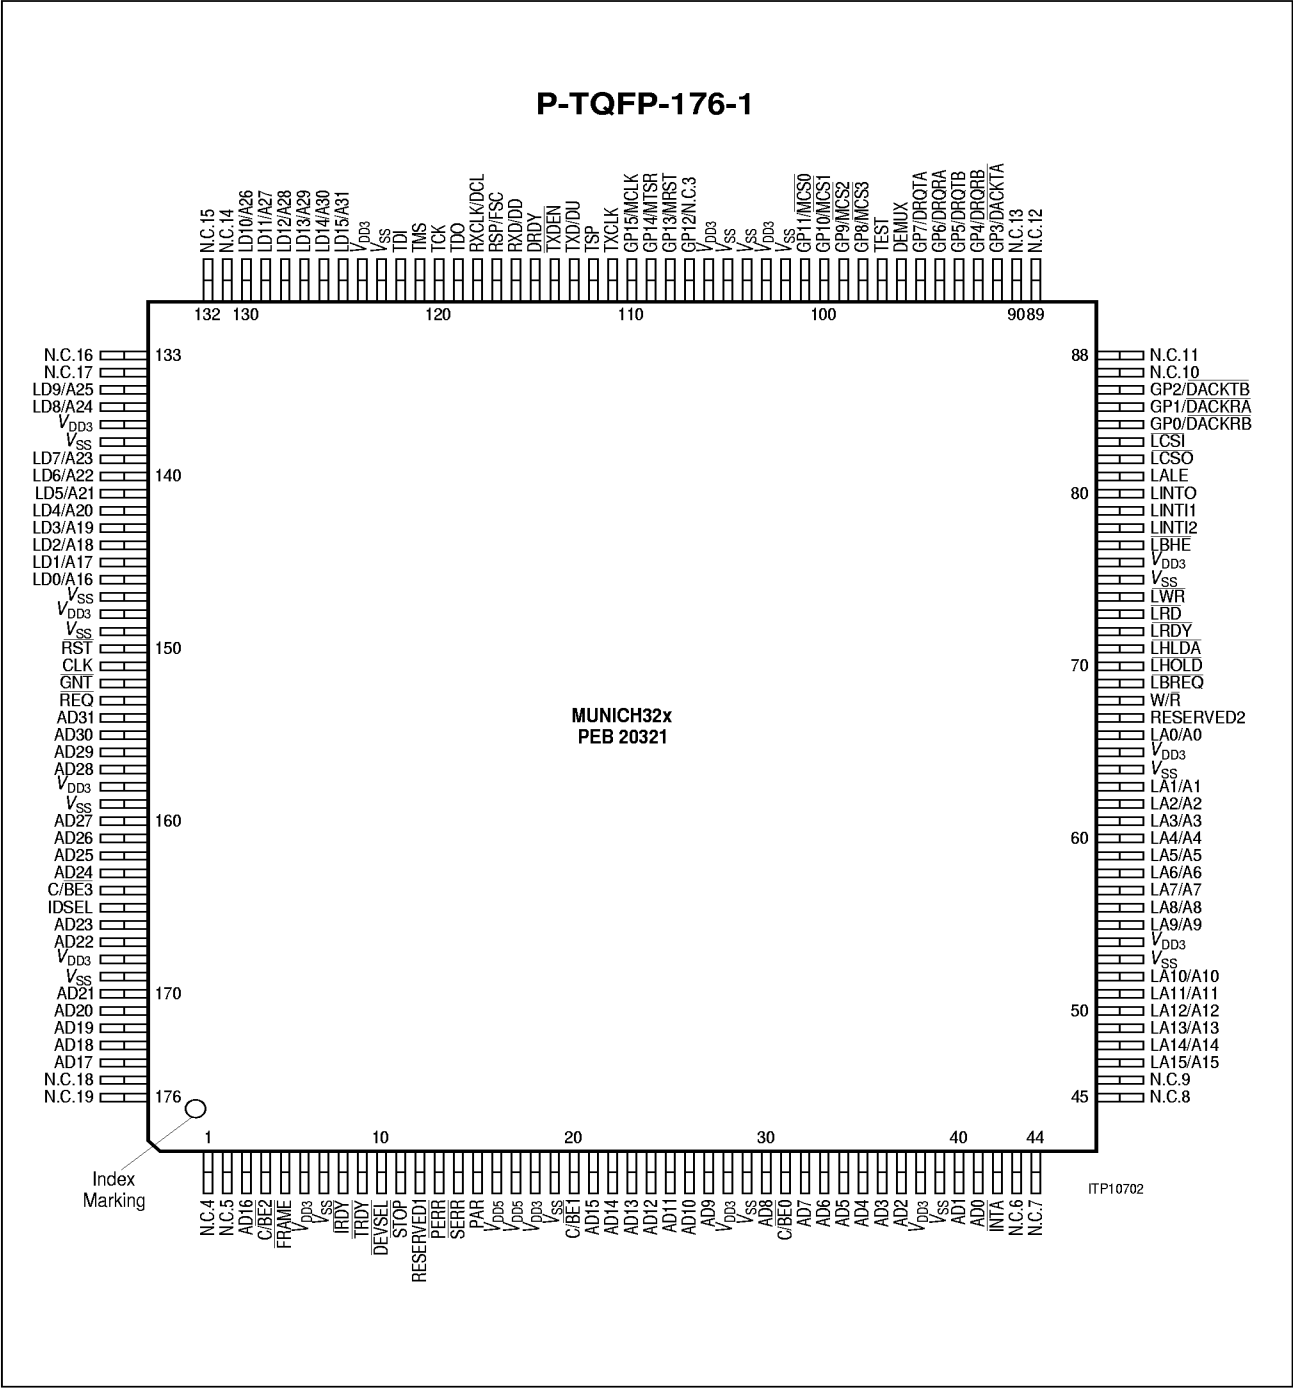 P-TQFP-176-1
N.C.15
N.C.14
LD10/A26
LD11/A27
LD12/A28
LD13/A29
LD14/A30
LD15/A31
VDD3
VSS
TDI
TMS
TCK
TDO
RXCLK/DCL
RSP/FSC
RXD/DD
DRDY
TXDEN
TXD/DU
TSP
TXCLK
GP15/MCLK
GP14/MTSR
GP13/MRST
GP12/N.C.3
VDD3
VSS
VSS
VDD3
VSS
GP11/MCS0
GP10/MCS1
GP9/MCS2
GP8/MCS3
TEST
DEMUX
GP7/DRQTA
GP6/DRQRA
GP5/DRQTB
GP4/DRQRB
GP3/DACKTA
N.C.13
N.C.12
132 130 120 110 100 90 89
N.C.16 133
N.C.17
LD9/A25
LD8/A24
VDD3
VSS
LD7/A23
LD6/A22 140
LD5/A21
LD4/A20
LD3/A19
LD2/A18
LD1/A17
LD0/A16
VSS
VDD3
VSS
RST 150
CLK
GNT
REQ
AD31
AD30
AD29
AD28
VDD3
VSS
AD27 160
AD26
AD25
AD24
C/BE3
IDSEL
AD23
AD22
VDD3
VSS
AD21 170
AD20
AD19
AD18
AD17
N.C.18
N.C.19 176
MUNICH32x
PEB 20321
88 N.C.11
N.C.10
GP2/DACKTB
GP1/DACKRA
GP0/DACKRB
LCSI
LCSO
LALE
80 LINTO
LINTI1
LINTI2
LBHE
VDD3
VSS
LWR
LRD
LRDY
LHLDA
70 LHOLD
LBREQ
W/R
RESERVED2
LA0/A0
VDD3
VSS
LA1/A1
LA2/A2
LA3/A3
60 LA4/A4
LA5/A5
LA6/A6
LA7/A7
LA8/A8
LA9/A9
VDD3
VSS
LA10/A10
LA11/A11
50 LA12/A12
LA13/A13
LA14/A14
LA15/A15
N.C.9
45 N.C.8
1 10 20 30 40 44
Index
Marking
N.C.4
N.C.5
AD16
C/BE2
FRAME
VDD3
VSS
IRDY
TRDY
DEVSEL
STOP
RESERVED1
PERR
SERR
PAR
VDD5
VDD5
VDD3
VSS
C/BE1
AD15
AD14
AD13
AD12
AD11
AD10
AD9
VDD3
VSS
AD8
C/BE0
AD7
AD6
AD5
AD4
AD3
AD2
VDD3
VSS
AD1
AD0
INTA
N.C.6
N.C.7
ITP10702